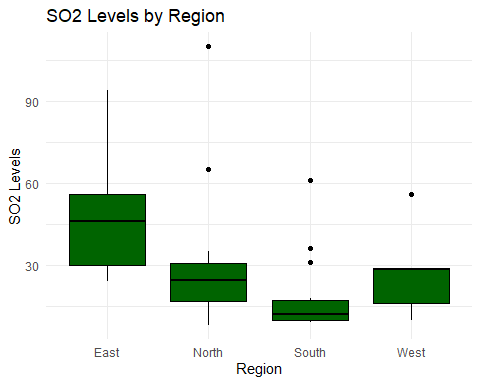 SO2 Levels by Region
SO2 Levels
90
60
30
East North South West
Region